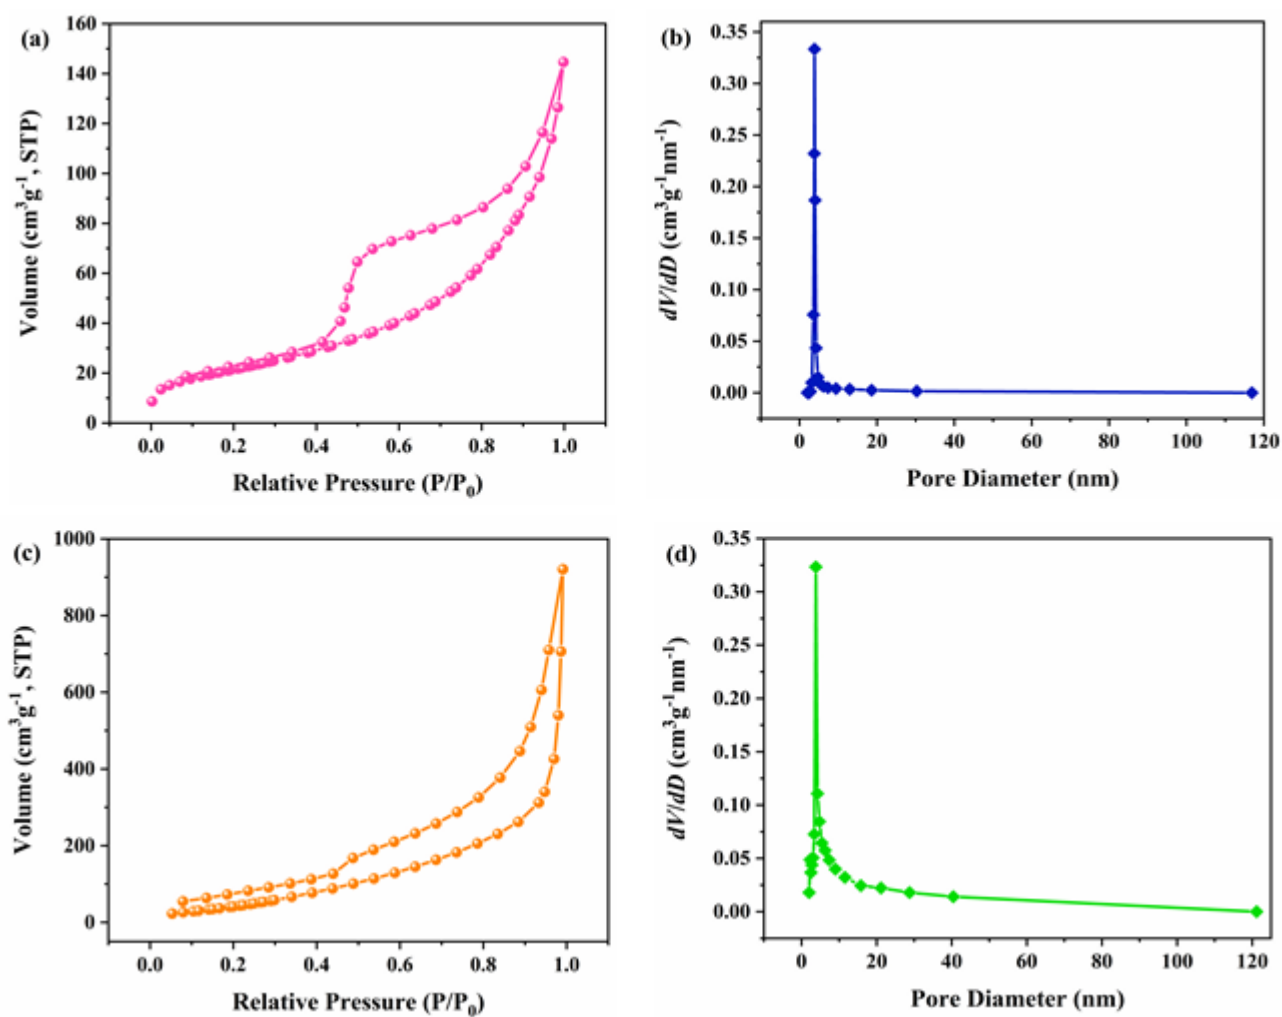 (a)
160
140
120
100
80
60
40
20
0
Volume (cm³g⁻¹, STP)
0.0 0.2 0.4 0.6 0.8 1.0
Relative Pressure (P/P₀)
(b)
0.35
0.30
0.25
0.20
0.15
0.10
0.05
0.00
dV/dD (cm³g⁻¹nm⁻¹)
0 20 40 60 80 100 120
Pore Diameter (nm)
(c)
1000
800
600
400
200
0
Volume (cm³g⁻¹, STP)
0.0 0.2 0.4 0.6 0.8 1.0
Relative Pressure (P/P₀)
(d)
0.35
0.30
0.25
0.20
0.15
0.10
0.05
0.00
dV/dD (cm³g⁻¹nm⁻¹)
0 20 40 60 80 100 120
Pore Diameter (nm)